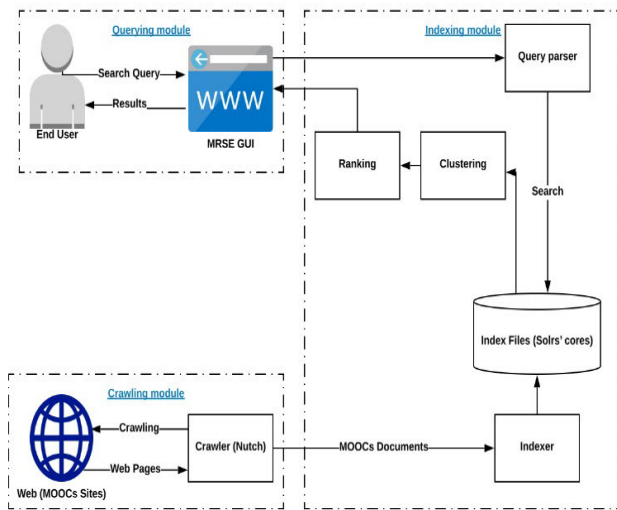 Querying module
Search Query
Results
End User
WWW
MRSE GUI
Indexing module
Query parser
Ranking
Clustering
Search
Index Files (Solrs' cores)
Crawling module
Crawling
Web Pages
Web (MOOCs Sites)
Crawler (Nutch)
MOOCs Documents
Indexer